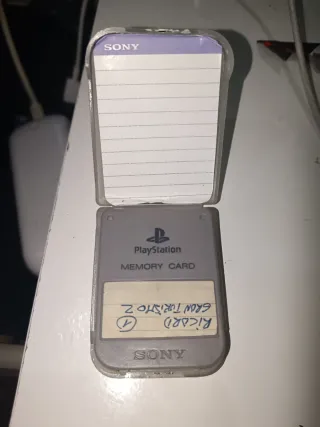 SONY
PlayStation
MEMORY CARD
RICARD
GRAN TURISMO 2
1
SONY